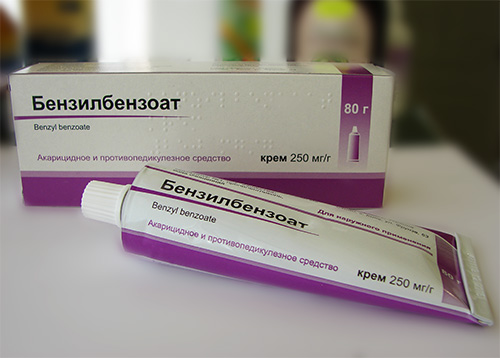 Бензилбензоат
80 г
Benzyl benzoate
Акарицидное и противопедикулезное средство
крем 250 мг/г
Бензилбензоат
Для наружного применения
Benzyl benzoate
Акарицидное и противопедикулезное средство
крем 250 мг/г
80 г